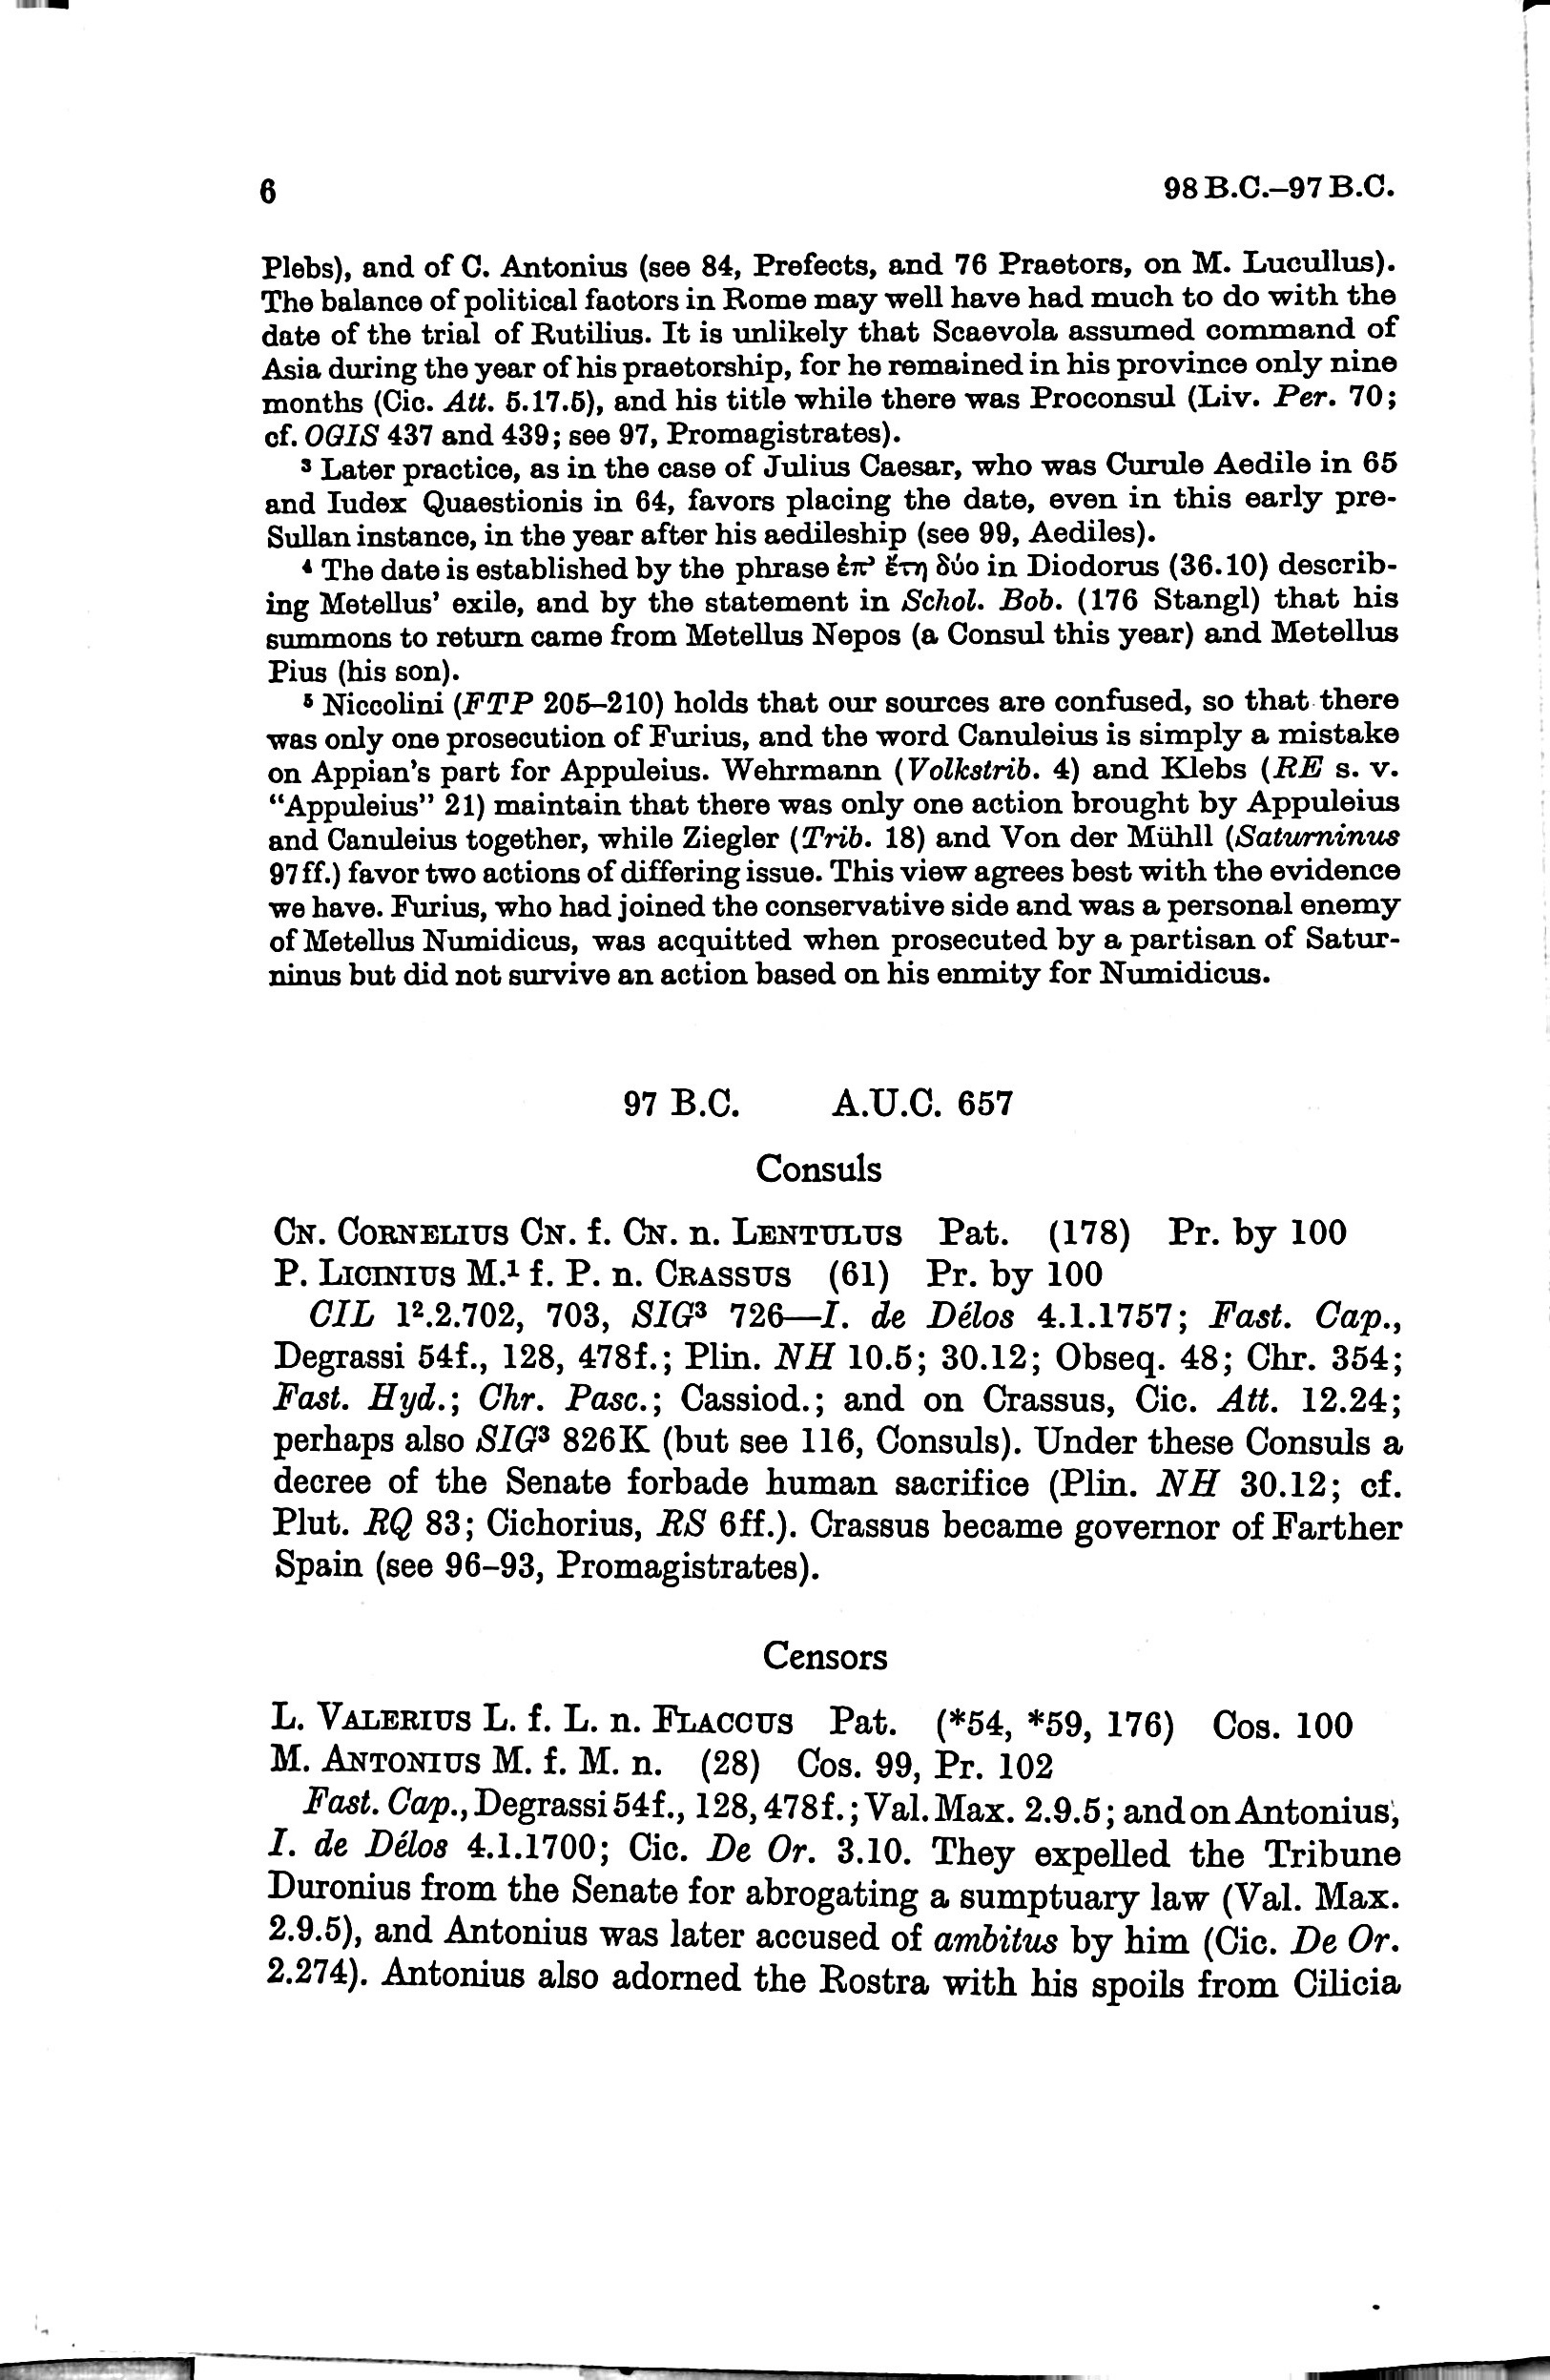 6 98 B.C.–97 B.C.
Plebs), and of C. Antonius (see 84, Prefects, and 76 Praetors, on M. Lucullus).
The balance of political factors in Rome may well have had much to do with the
date of the trial of Rutilius. It is unlikely that Scaevola assumed command of
Asia during the year of his praetorship, for he remained in his province only nine
months (Cic. Att. 5.17.5), and his title while there was Proconsul (Liv. Per. 70;
cf. OGIS 437 and 439; see 97, Promagistrates).
³ Later practice, as in the case of Julius Caesar, who was Curule Aedile in 65
and Iudex Quaestionis in 64, favors placing the date, even in this early pre-
Sullan instance, in the year after his aedileship (see 99, Aediles).
⁴ The date is established by the phrase ἐπ’ ἔτη δύο in Diodorus (36.10) describ-
ing Metellus’ exile, and by the statement in Schol. Bob. (176 Stangl) that his
summons to return came from Metellus Nepos (a Consul this year) and Metellus
Pius (his son).
⁵ Niccolini (FTP 205–210) holds that our sources are confused, so that there
was only one prosecution of Furius, and the word Canuleius is simply a mistake
on Appian’s part for Appuleius. Wehrmann (Volkstrib. 4) and Klebs (RE s. v.
“Appuleius” 21) maintain that there was only one action brought by Appuleius
and Canuleius together, while Ziegler (Trib. 18) and Von der Mühll (Saturninus
97ff.) favor two actions of differing issue. This view agrees best with the evidence
we have. Furius, who had joined the conservative side and was a personal enemy
of Metellus Numidicus, was acquitted when prosecuted by a partisan of Satur-
ninus but did not survive an action based on his enmity for Numidicus.
97 B.C. A.U.C. 657
Consuls
CN. CORNELIUS CN. f. CN. n. LENTULUS Pat. (178) Pr. by 100
P. LICINIUS M.¹ f. P. n. CRASSUS (61) Pr. by 100
CIL 1².2.702, 703, SIG³ 726—I. de Délos 4.1.1757; Fast. Cap.,
Degrassi 54f., 128, 478f.; Plin. NH 10.5; 30.12; Obseq. 48; Chr. 354;
Fast. Hyd.; Chr. Pasc.; Cassiod.; and on Crassus, Cic. Att. 12.24;
perhaps also SIG³ 826K (but see 116, Consuls). Under these Consuls a
decree of the Senate forbade human sacrifice (Plin. NH 30.12; cf.
Plut. RQ 83; Cichorius, RS 6ff.). Crassus became governor of Farther
Spain (see 96–93, Promagistrates).
Censors
L. VALERIUS L. f. L. n. FLACCUS Pat. (*54, *59, 176) Cos. 100
M. ANTONIUS M. f. M. n. (28) Cos. 99, Pr. 102
Fast. Cap., Degrassi 54f., 128, 478f.; Val. Max. 2.9.5; and on Antonius,
I. de Délos 4.1.1700; Cic. De Or. 3.10. They expelled the Tribune
Duronius from the Senate for abrogating a sumptuary law (Val. Max.
2.9.5), and Antonius was later accused of ambitus by him (Cic. De Or.
2.274). Antonius also adorned the Rostra with his spoils from Cilicia